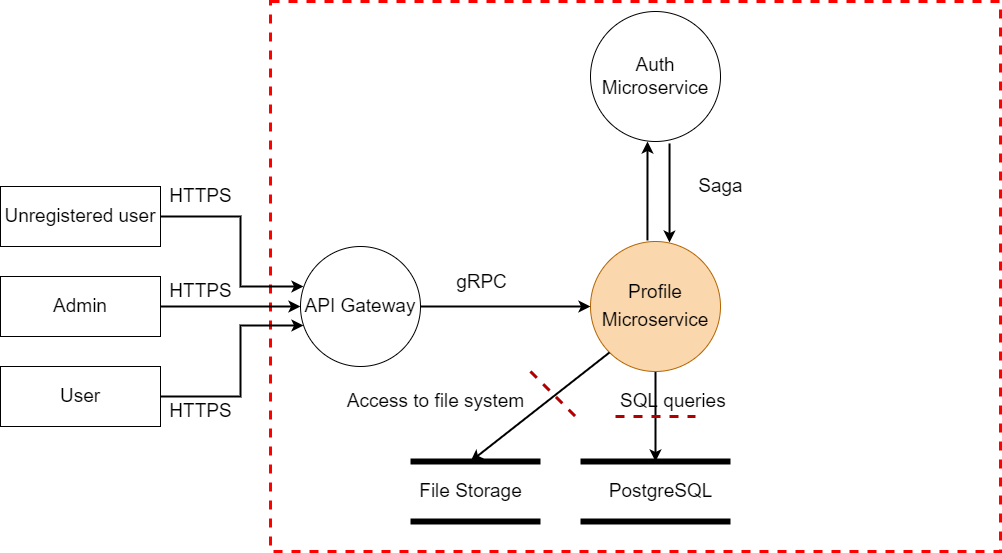 Auth
Microservice
Saga
HTTPS
Unregistered user
HTTPS
Admin
HTTPS
User
API Gateway
gRPC
Profile
Microservice
Access to file system
SQL queries
File Storage
PostgreSQL